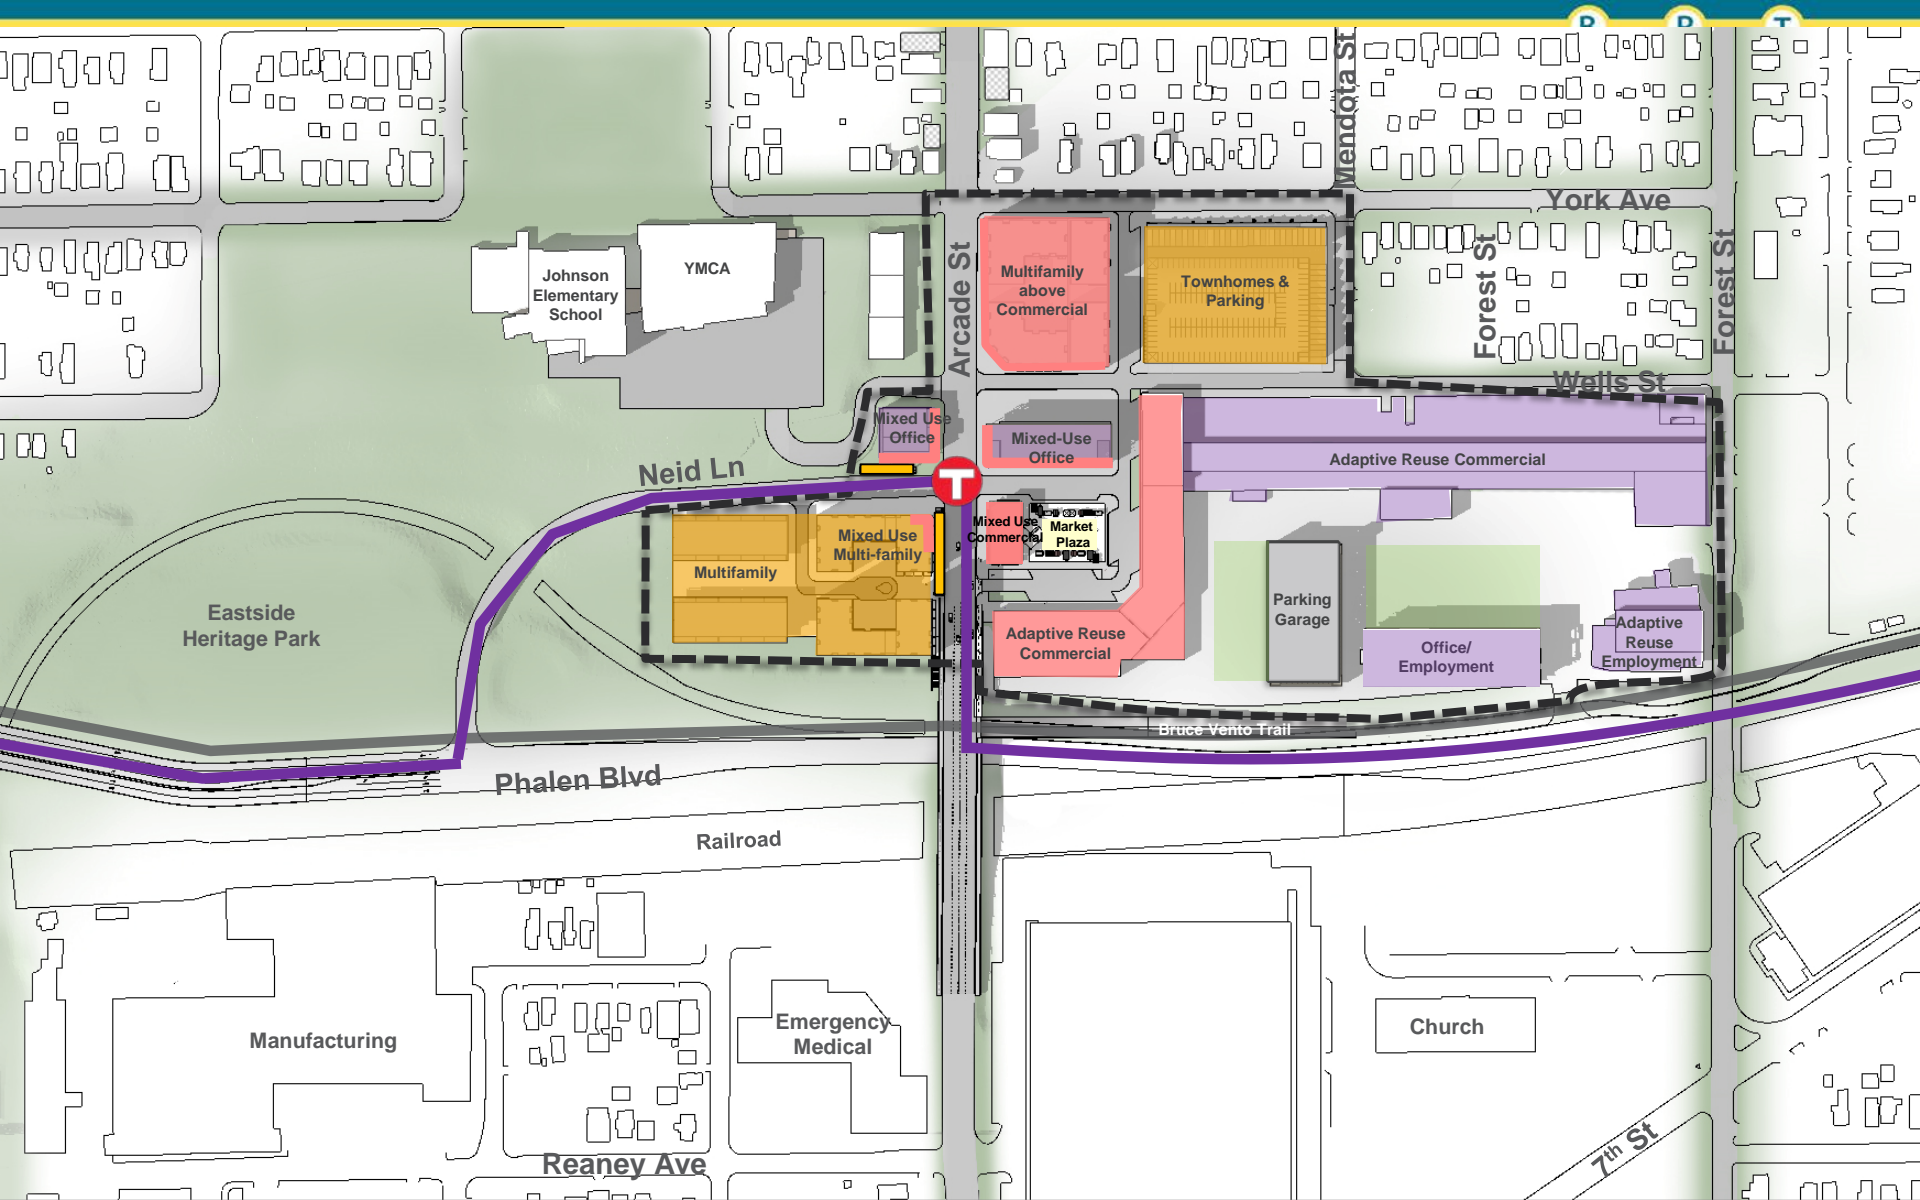 R
R
T
Mendota St
York Ave
Johnson
Elementary
School
YMCA
Arcade St
Multifamily
above
Commercial
Townhomes &
Parking
Forest St
Forest St
Wells St
Mixed Use
Office
Mixed-Use
Office
Adaptive Reuse Commercial
Neid Ln
T
Mixed Use
Multi-family
Mixed Use
Commercial
Market
Plaza
Multifamily
Eastside
Heritage Park
Parking
Garage
Adaptive Reuse
Commercial
Office/
Employment
Adaptive
Reuse
Employment
Bruce Vento Trail
Phalen Blvd
Railroad
Manufacturing
Emergency
Medical
Church
7th St
Reaney Ave